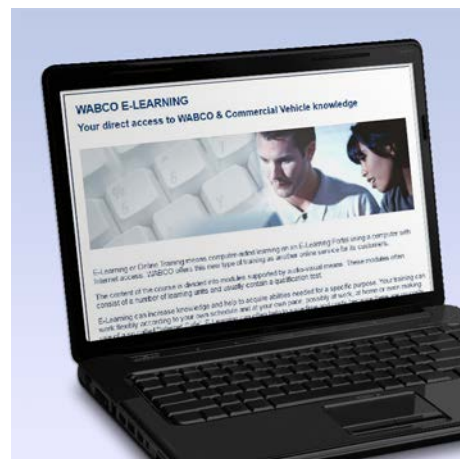 WABCO E-LEARNING
Your direct access to WABCO & Commercial Vehicle knowledge
E-Learning or Online Training means computer-aided learning on an E-Learning Portal using a computer with
Internet access. WABCO offers this new type of training as another online service for its customers.
The content of the course is divided into modules supported by audio-visual means. These modules often
consist of a number of learning units and usually contain a qualification test.
E-Learning can increase knowledge and help to acquire abilities needed for a specific purpose. Your training can
work flexibly according to your own schedule and at your own pace, possibly at work, at home or even making